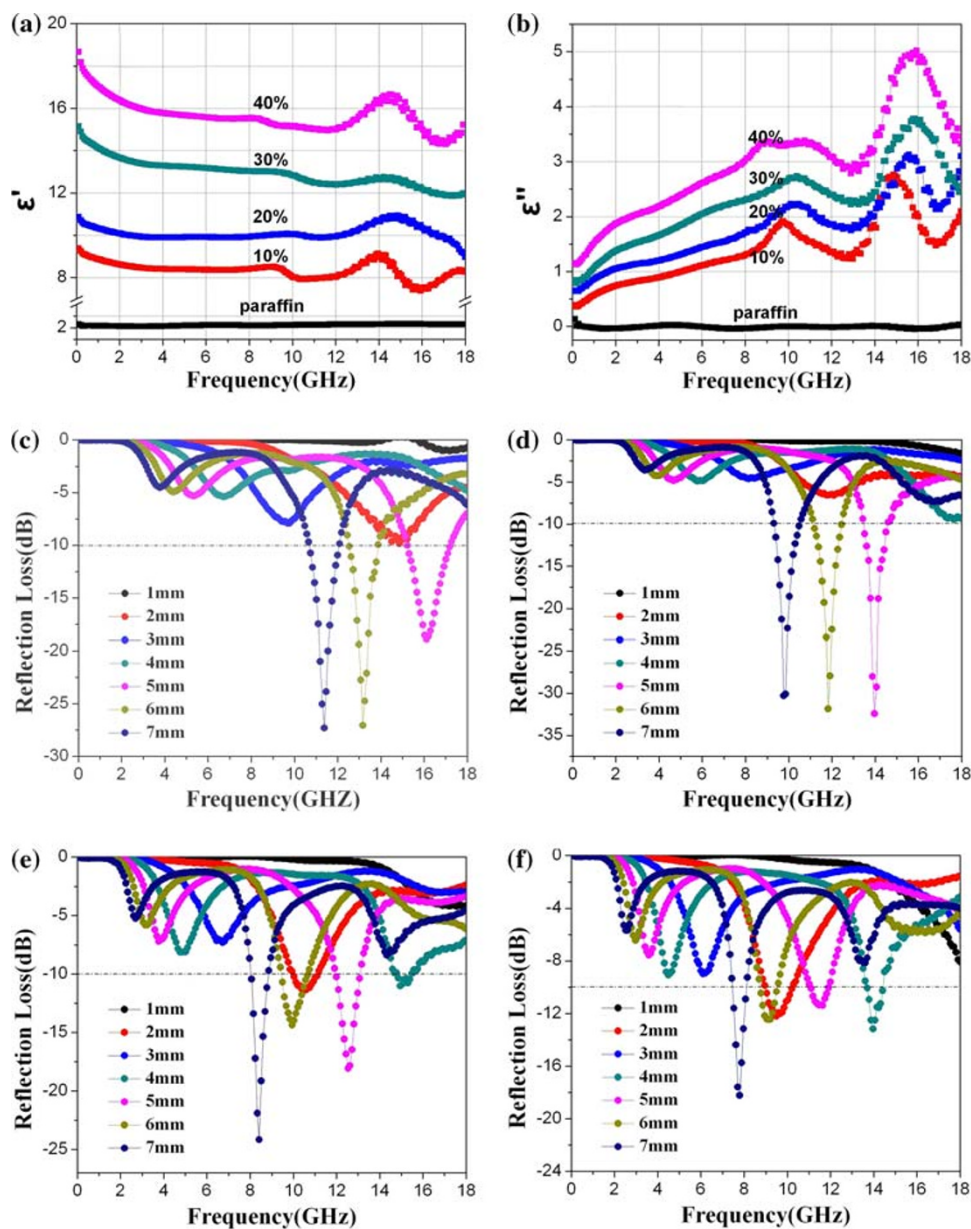 (a)
20
16
12
8
2
ε'
40%
30%
20%
10%
paraffin
0 2 4 6 8 10 12 14 16 18
Frequency(GHz)
(b)
5
4
3
2
1
0
ε''
40%
30%
20%
10%
paraffin
0 2 4 6 8 10 12 14 16 18
Frequency(GHz)
(c)
0
-5
-10
-15
-20
-25
-30
Reflection Loss(dB)
1mm
2mm
3mm
4mm
5mm
6mm
7mm
0 2 4 6 8 10 12 14 16 18
Frequency(GHZ)
(d)
0
-5
-10
-15
-20
-25
-30
-35
Reflection Loss(dB)
1mm
2mm
3mm
4mm
5mm
6mm
7mm
0 2 4 6 8 10 12 14 16 18
Frequency(GHz)
(e)
0
-5
-10
-15
-20
-25
Reflection Loss(dB)
1mm
2mm
3mm
4mm
5mm
6mm
7mm
0 2 4 6 8 10 12 14 16 18
Frequency(GHz)
(f)
0
-4
-8
-12
-16
-20
-24
Reflection Loss(dB)
1mm
2mm
3mm
4mm
5mm
6mm
7mm
0 2 4 6 8 10 12 14 16 18
Frequency(GHz)